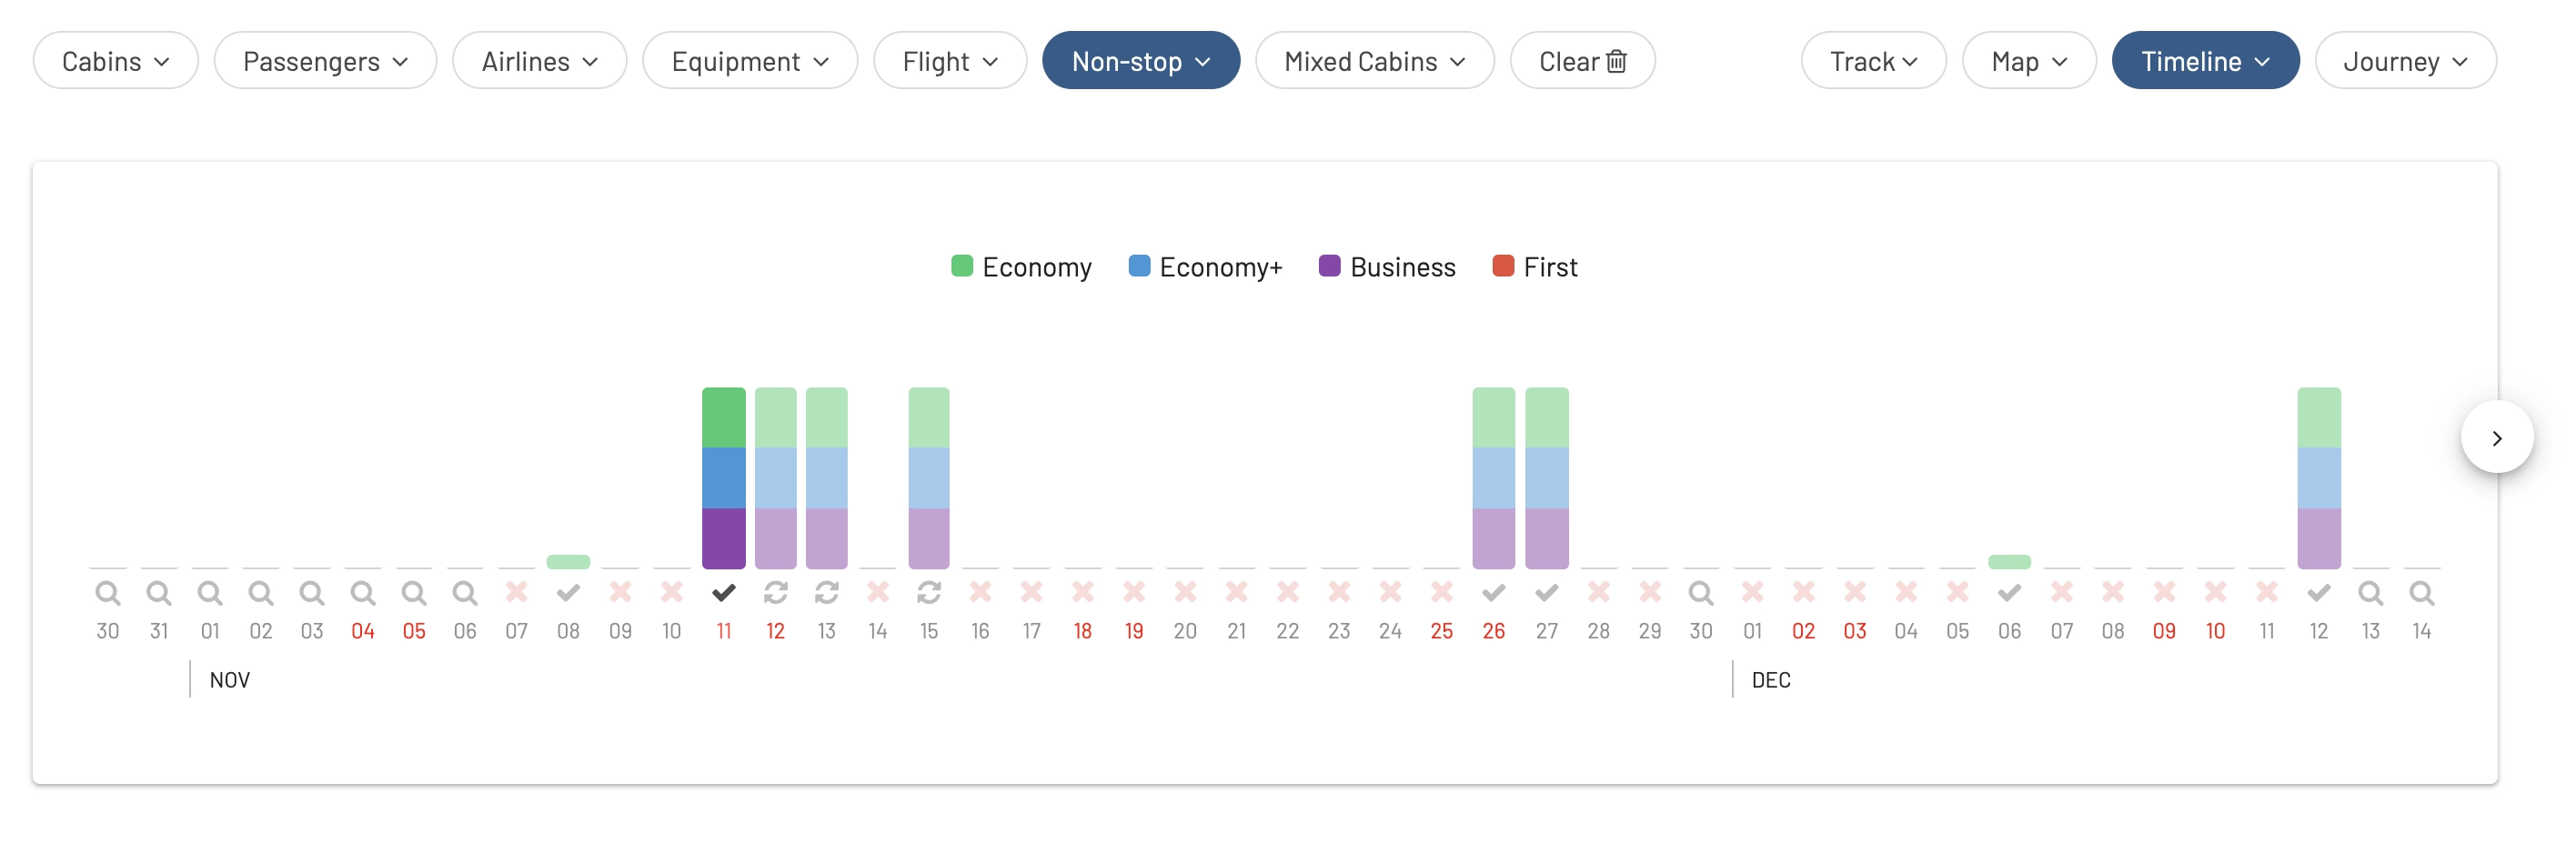 Cabins Passengers Airlines Equipment Flight Non-stop Mixed Cabins Clear Track Map Timeline Journey
Economy Economy+ Business First
30 31 01 02 03 04 05 06 07 08 09 10 11 12 13 14 15 16 17 18 19 20 21 22 23 24 25 26 27 28 29 30 01 02 03 04 05 06 07 08 09 10 11 12 13 14
NOV DEC